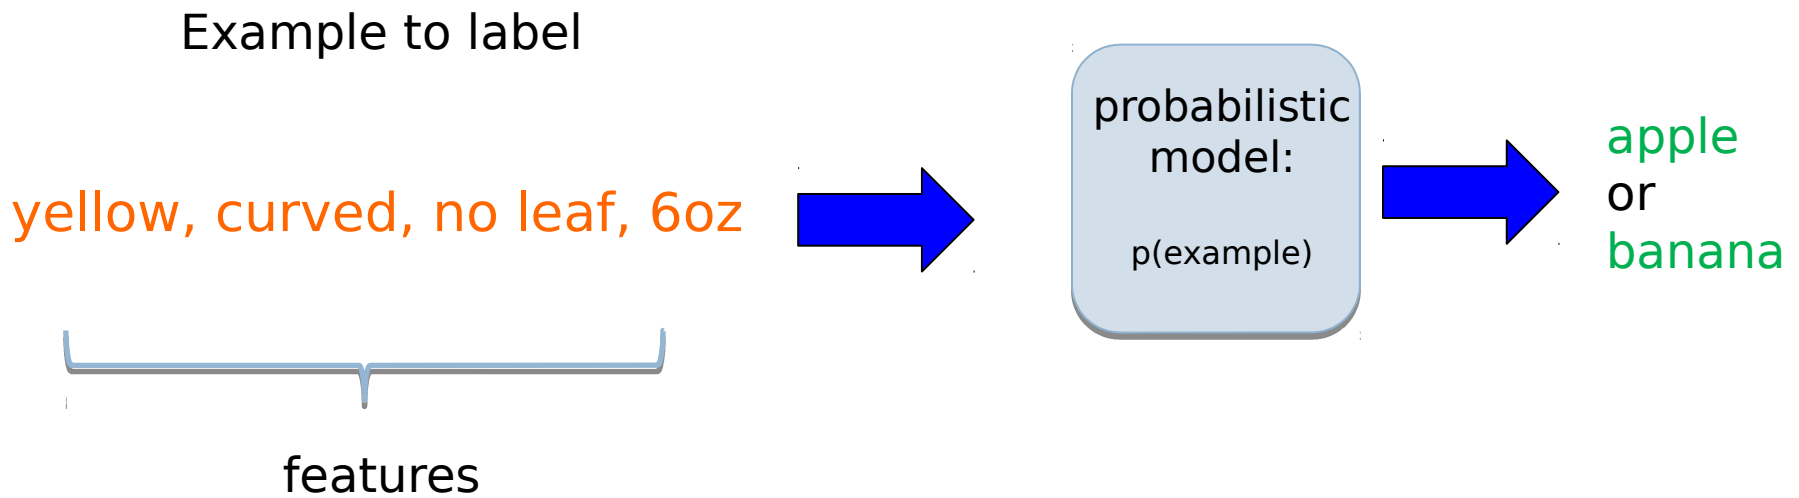 Example to label
yellow, curved, no leaf, 6oz
features
probabilistic
model:
p(example)
apple
or
banana